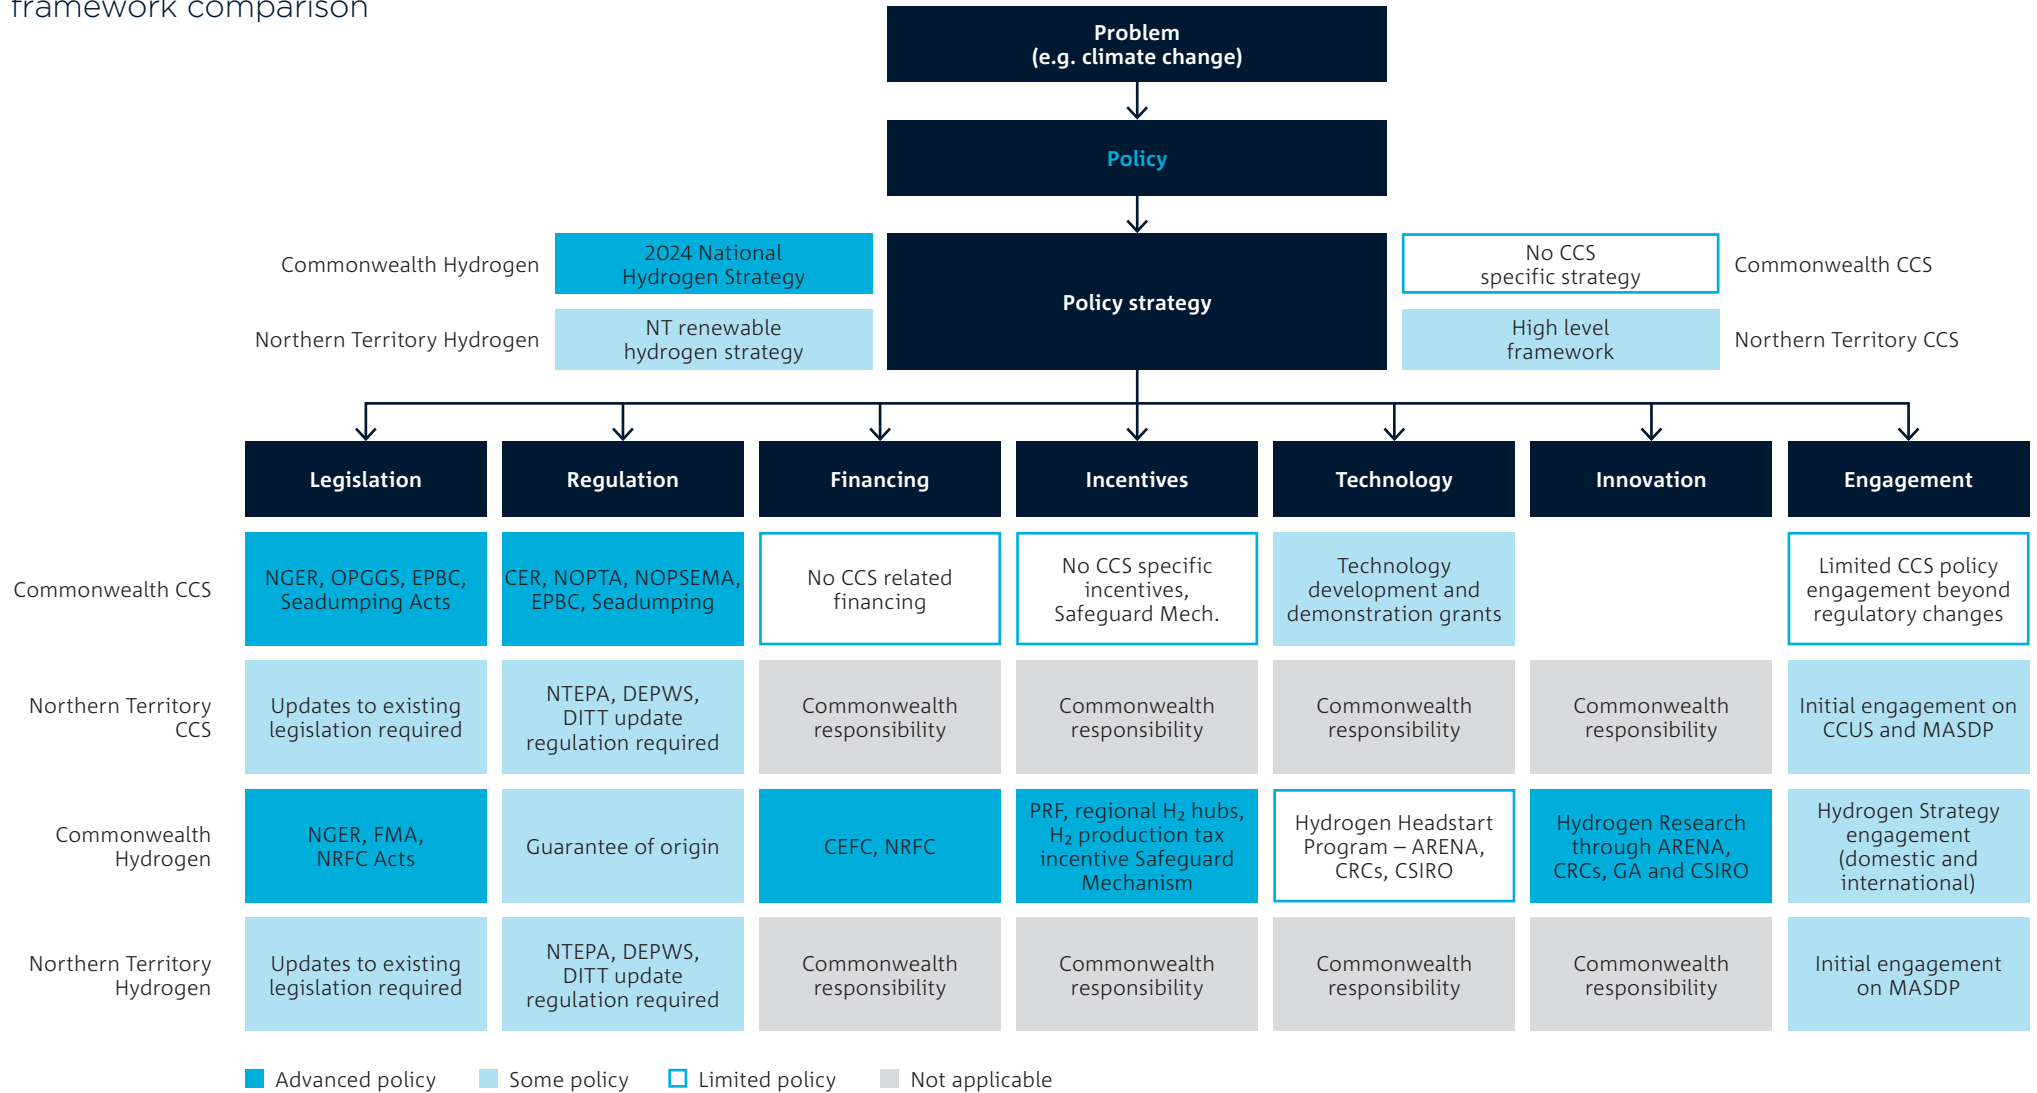 framework comparison
Problem
(e.g. climate change)
Policy
Commonwealth Hydrogen
2024 National
Hydrogen Strategy
Northern Territory Hydrogen
NT renewable
hydrogen strategy
Policy strategy
No CCS
specific strategy
Commonwealth CCS
High level
framework
Northern Territory CCS
Legislation
Regulation
Financing
Incentives
Technology
Innovation
Engagement
Commonwealth CCS
NGER, OPGGS, EPBC,
Seadumping Acts
CER, NOPTA, NOPSEMA,
EPBC, Seadumping
No CCS related
financing
No CCS specific
incentives,
Safeguard Mech.
Technology
development and
demonstration grants
Limited CCS policy
engagement beyond
regulatory changes
Northern Territory
CCS
Updates to existing
legislation required
NTEPA, DEPWS,
DITT update
regulation required
Commonwealth
responsibility
Commonwealth
responsibility
Commonwealth
responsibility
Commonwealth
responsibility
Initial engagement on
CCUS and MASDP
Commonwealth
Hydrogen
NGER, FMA,
NRFC Acts
Guarantee of origin
CEFC, NRFC
PRF, regional H₂ hubs,
H₂ production tax
incentive Safeguard
Mechanism
Hydrogen Headstart
Program – ARENA,
CRCs, CSIRO
Hydrogen Research
through ARENA,
CRCs, GA and CSIRO
Hydrogen Strategy
engagement
(domestic and
international)
Northern Territory
Hydrogen
Updates to existing
legislation required
NTEPA, DEPWS,
DITT update
regulation required
Commonwealth
responsibility
Commonwealth
responsibility
Commonwealth
responsibility
Commonwealth
responsibility
Initial engagement
on MASDP
Advanced policy
Some policy
Limited policy
Not applicable